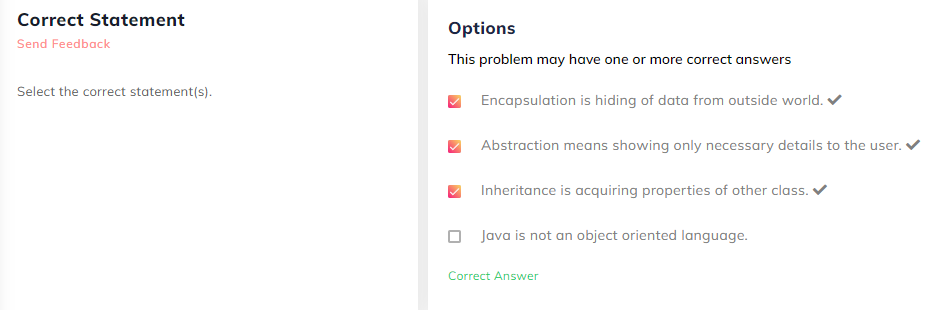 Correct Statement
Send Feedback
Select the correct statement(s).
Options
This problem may have one or more correct answers
Encapsulation is hiding of data from outside world.
Abstraction means showing only necessary details to the user.
Inheritance is acquiring properties of other class.
Java is not an object oriented language.
Correct Answer